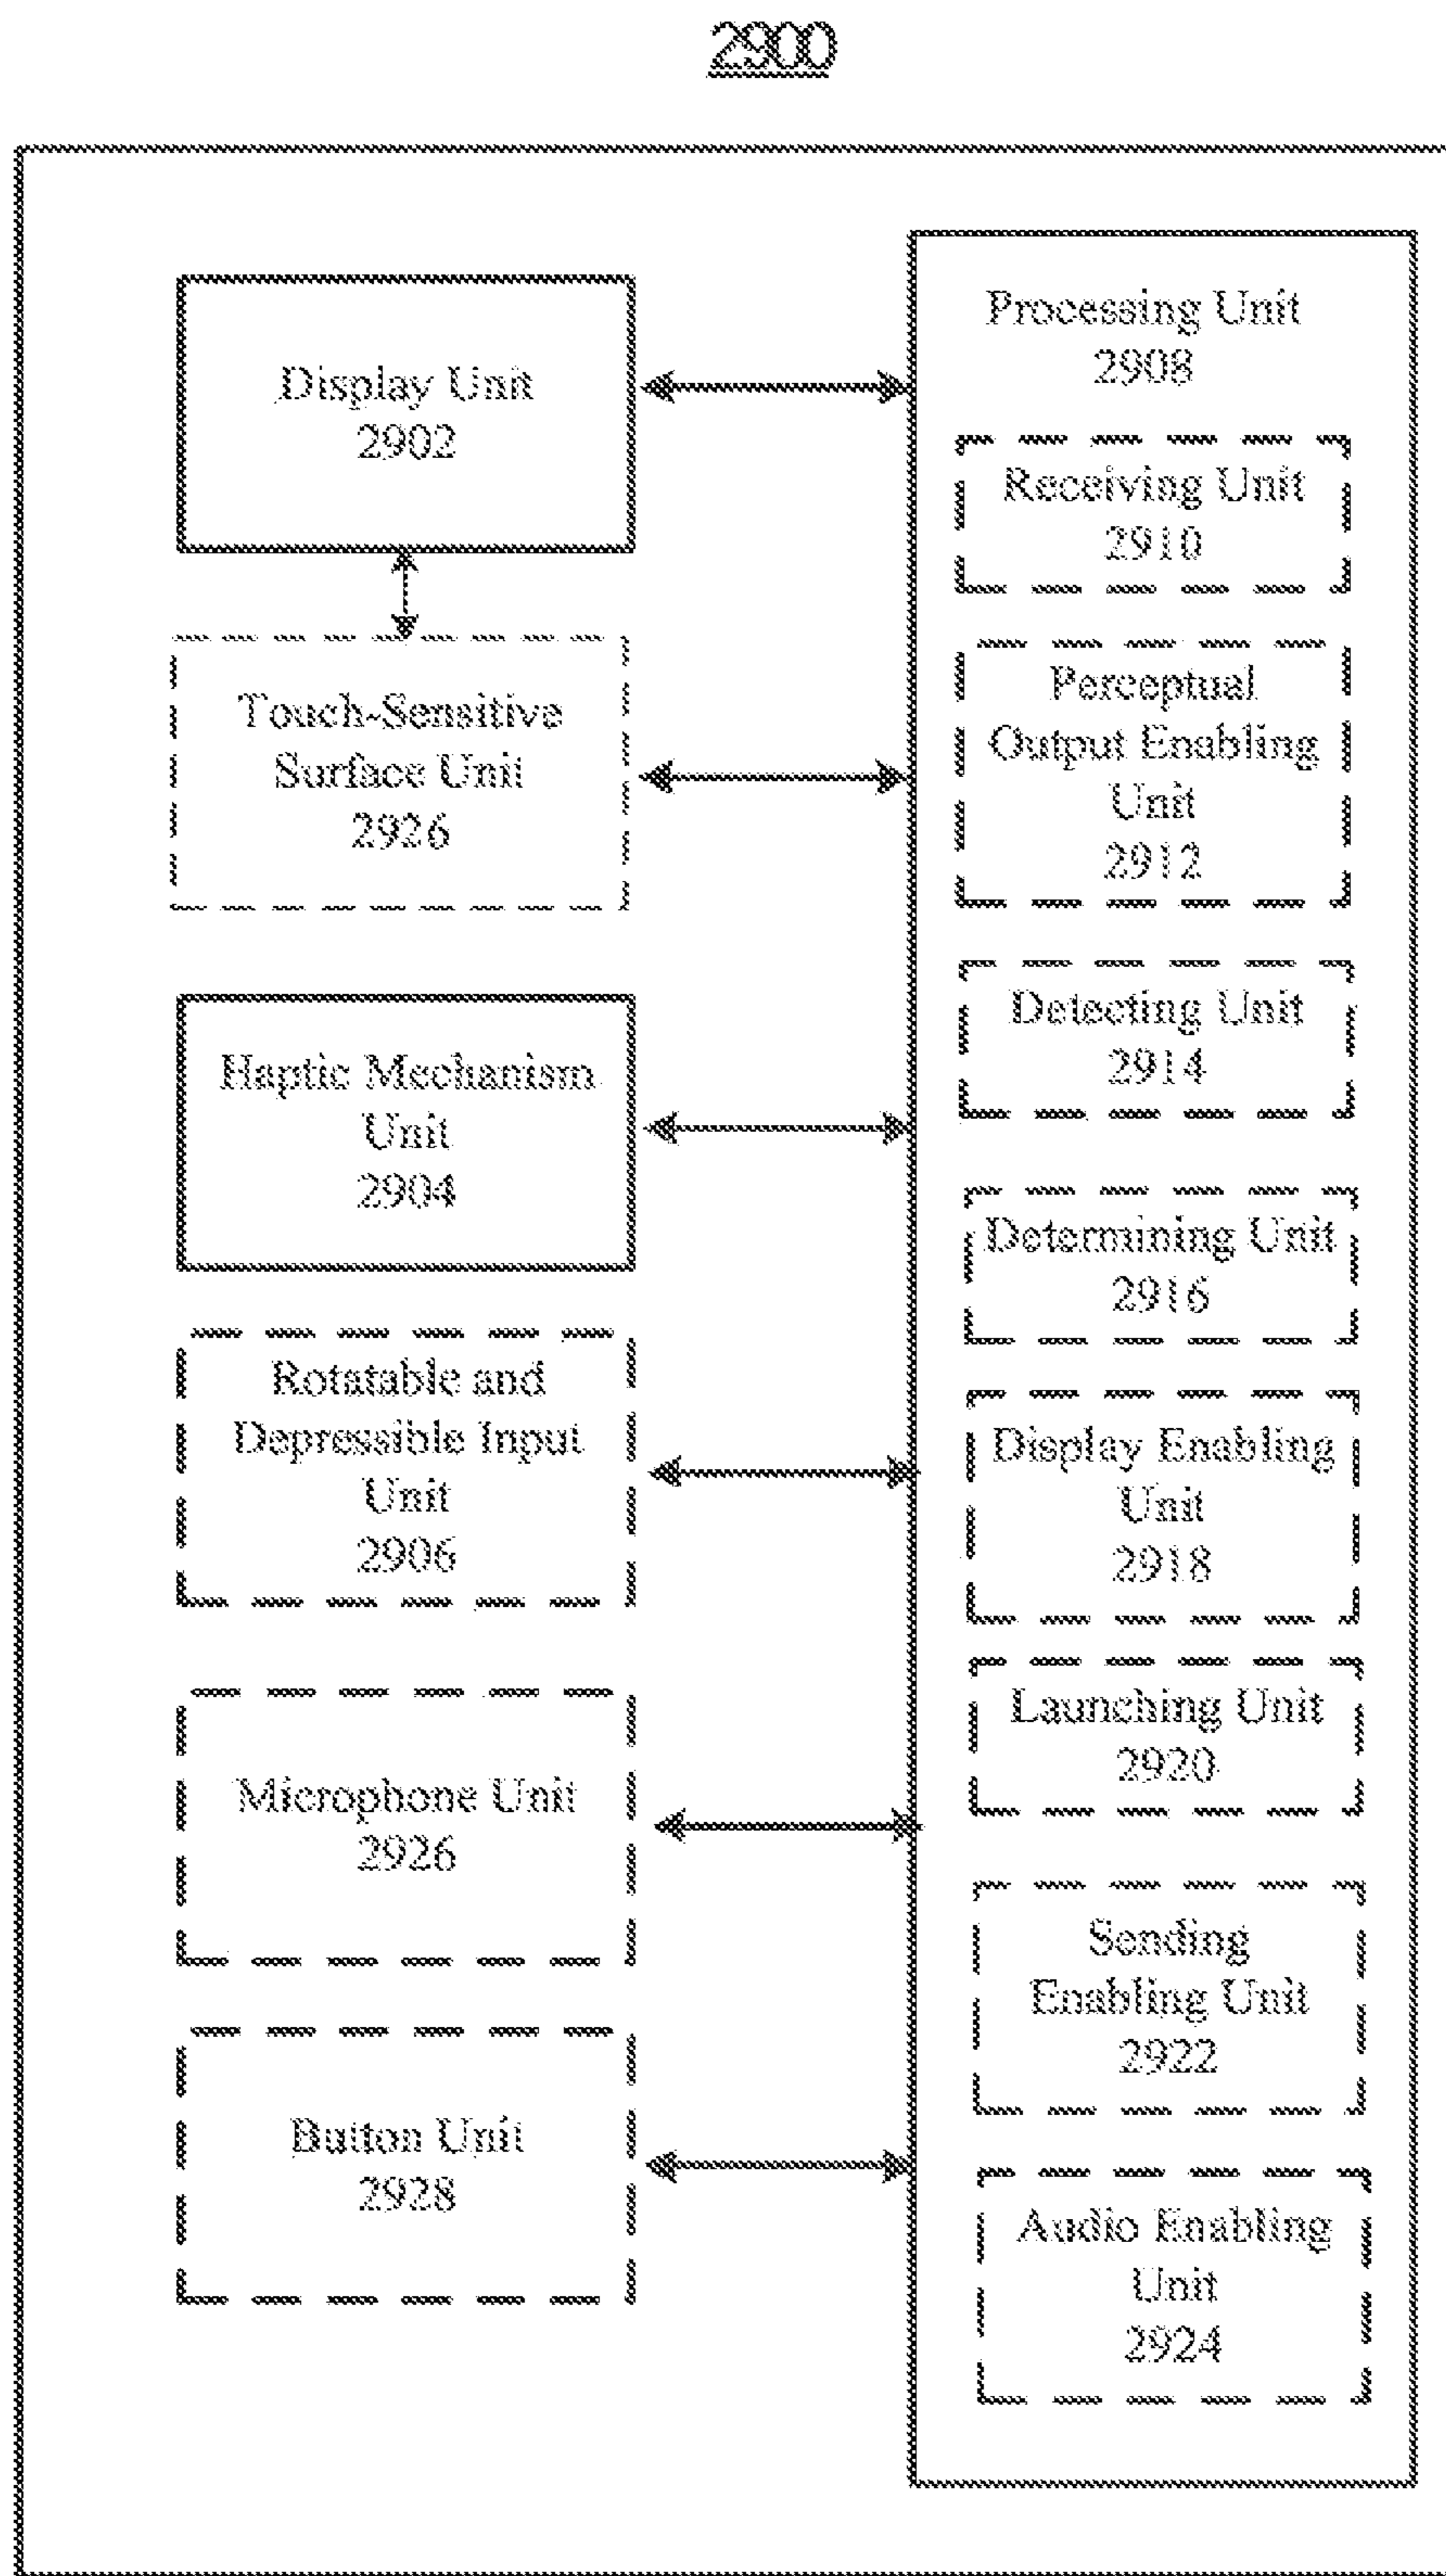 2900
Display Unit
2902
Touch-Sensitive
Surface Unit
2926
Haptic Mechanism
Unit
2904
Rotatable and
Depressible Input
Unit
2906
Microphone Unit
2926
Button Unit
2928
Processing Unit
2908
Receiving Unit
2910
Perceptual
Output Enabling
Unit
2912
Detecting Unit
2914
Determining Unit
2916
Display Enabling
Unit
2918
Launching Unit
2920
Sending
Enabling Unit
2922
Audio Enabling
Unit
2924